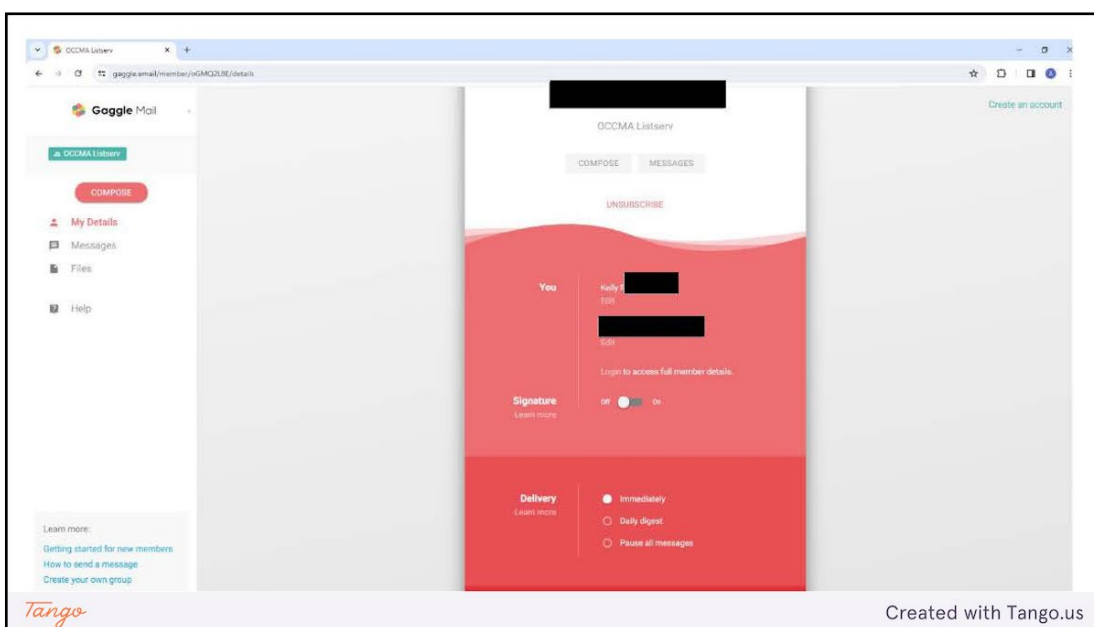 OCCMA Listserv
gaggle.email/member/oGMQ2L8E/details
Gaggle Mail
OCCMA Listserv
COMPOSE
My Details
Messages
Files
Help
Learn more:
Getting started for new members
How to send a message
Create your own group
Create an account
OCCMA Listserv
COMPOSE MESSAGES
UNSUBSCRIBE
You
Kelly
Edit
Edit
Login to access full member details.
Signature
Learn more
Off On
Delivery
Learn more
Immediately
Daily digest
Pause all messages
Tango
Created with Tango.us